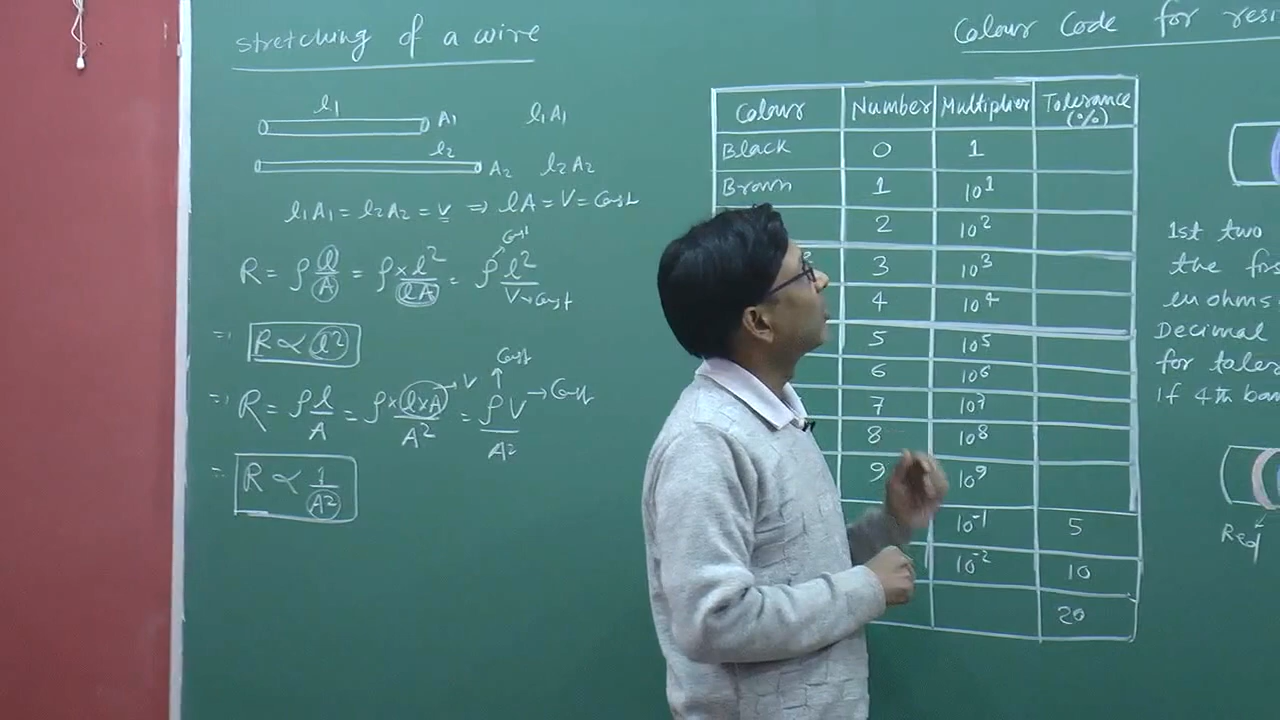 Stretching of a wire
l1 A1 l1A1
l2 A2 l2A2
l1A1 = l2A2 = V ⇒ lA = V = Const
Const
R = ρ l/A = ρ × l²/lA = ρ l²/V → Const
⇒ R ∝ l²
Const
⇒ R = ρ l/A = ρ × (l×A)/A² → V = ρV/A² → Const
⇒ R ∝ 1/A²
Colour Code for resi
Colour Number Multiplier Tolerance (%)
Black 0 1
Brown 1 10¹
2 10²
3 10³
4 10⁴
5 10⁵
6 10⁶
7 10⁷
8 10⁸
9 10⁹
10⁻¹ 5
10⁻² 10
20
1st two
the firs
in ohms.
Decimal
for toler
If 4th ban
Red